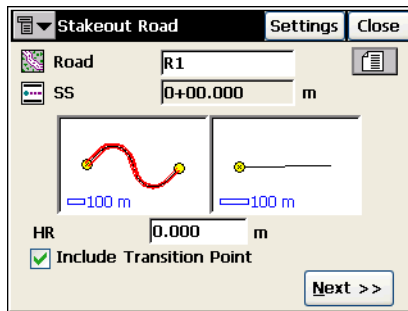 Stakeout Road
Settings
Close
Road
R1
SS
0+00.000
m
100 m
100 m
HR
0.000
m
Include Transition Point
Next >>